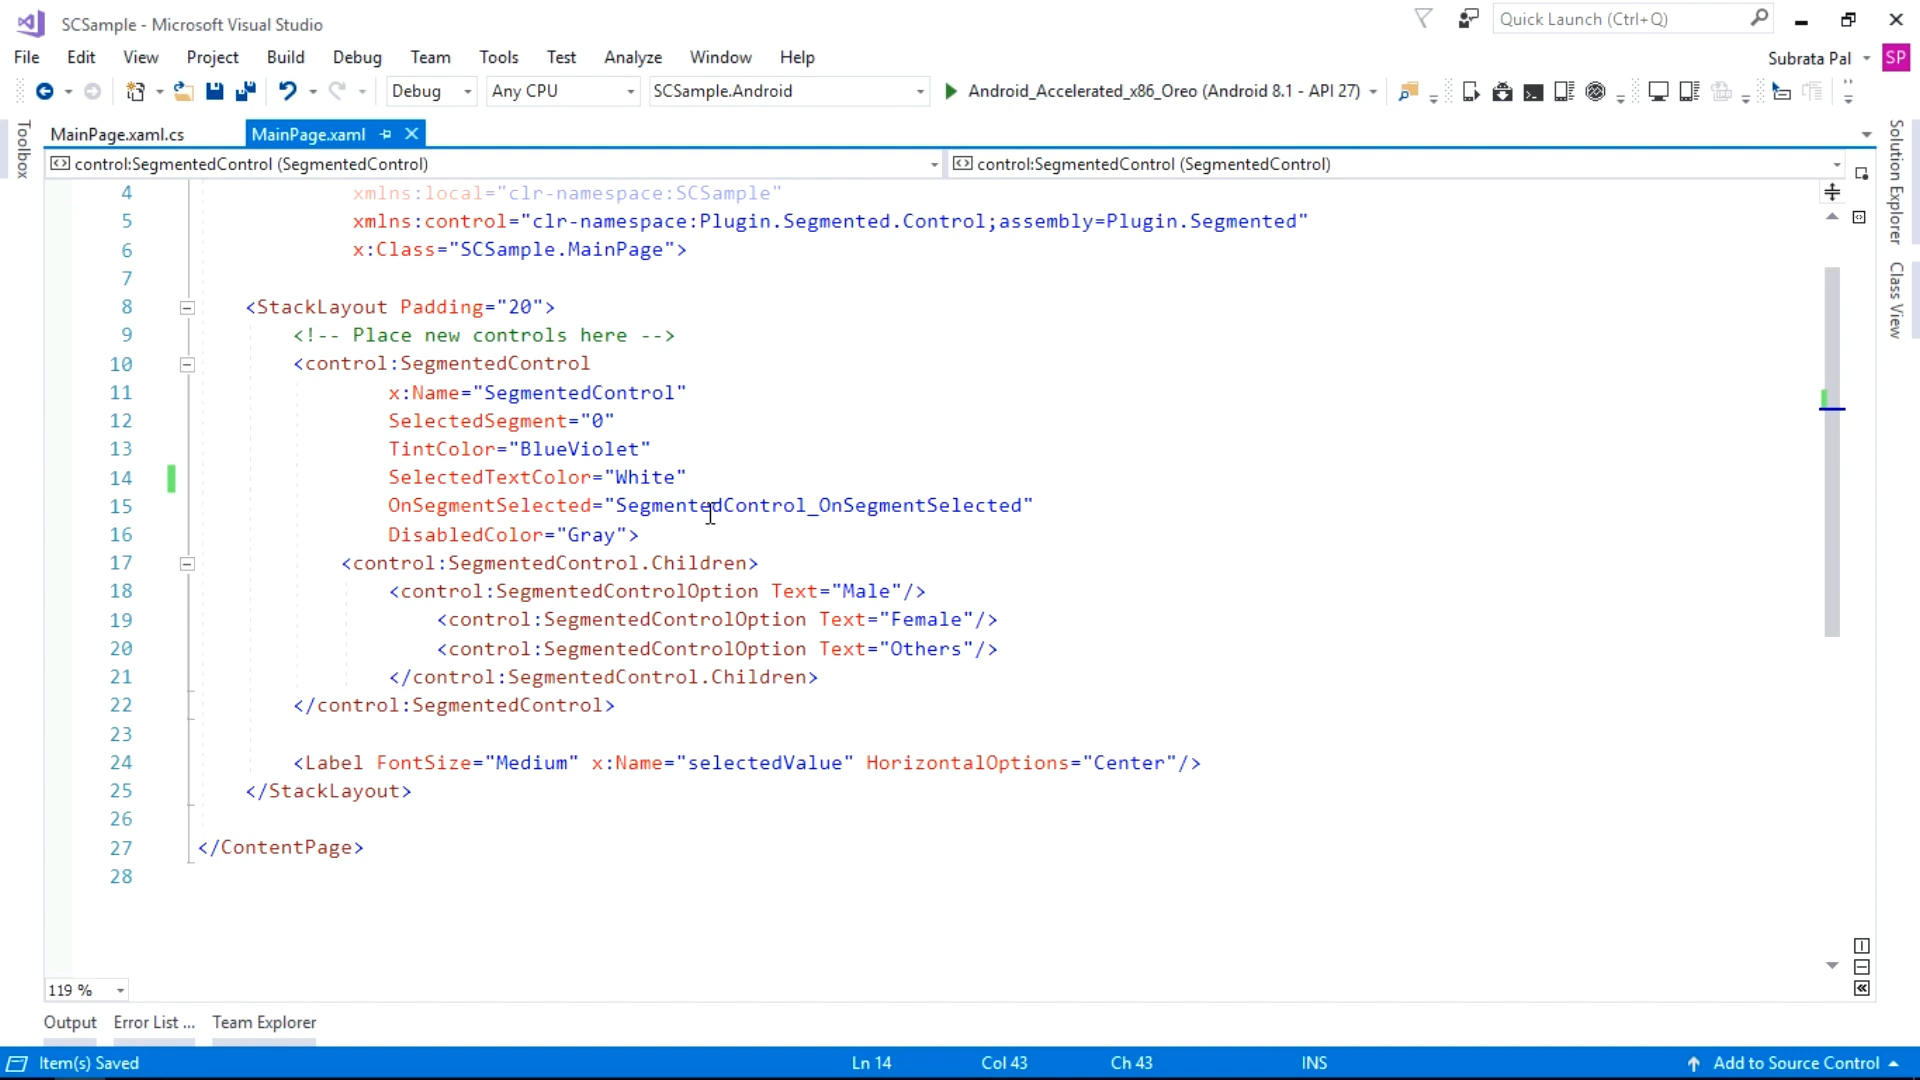 SCSample - Microsoft Visual Studio
Quick Launch (Ctrl+Q)
File Edit View Project Build Debug Team Tools Test Analyze Window Help
Subrata Pal SP
Debug Any CPU SCSample.Android Android_Accelerated_x86_Oreo (Android 8.1 - API 27)
Toolbox
MainPage.xaml.cs MainPage.xaml
Solution Explorer
Class View
control:SegmentedControl (SegmentedControl) control:SegmentedControl (SegmentedControl)
4 xmlns:local="clr-namespace:SCSample"
5 xmlns:control="clr-namespace:Plugin.Segmented.Control;assembly=Plugin.Segmented"
6 x:Class="SCSample.MainPage">
7
8 <StackLayout Padding="20">
9 <!-- Place new controls here -->
10 <control:SegmentedControl
11 x:Name="SegmentedControl"
12 SelectedSegment="0"
13 TintColor="BlueViolet"
14 SelectedTextColor="White"
15 OnSegmentSelected="SegmentedControl_OnSegmentSelected"
16 DisabledColor="Gray">
17 <control:SegmentedControl.Children>
18 <control:SegmentedControlOption Text="Male"/>
19 <control:SegmentedControlOption Text="Female"/>
20 <control:SegmentedControlOption Text="Others"/>
21 </control:SegmentedControl.Children>
22 </control:SegmentedControl>
23
24 <Label FontSize="Medium" x:Name="selectedValue" HorizontalOptions="Center"/>
25 </StackLayout>
26
27 </ContentPage>
28
119 %
Output Error List ... Team Explorer
Item(s) Saved Ln 14 Col 43 Ch 43 INS Add to Source Control